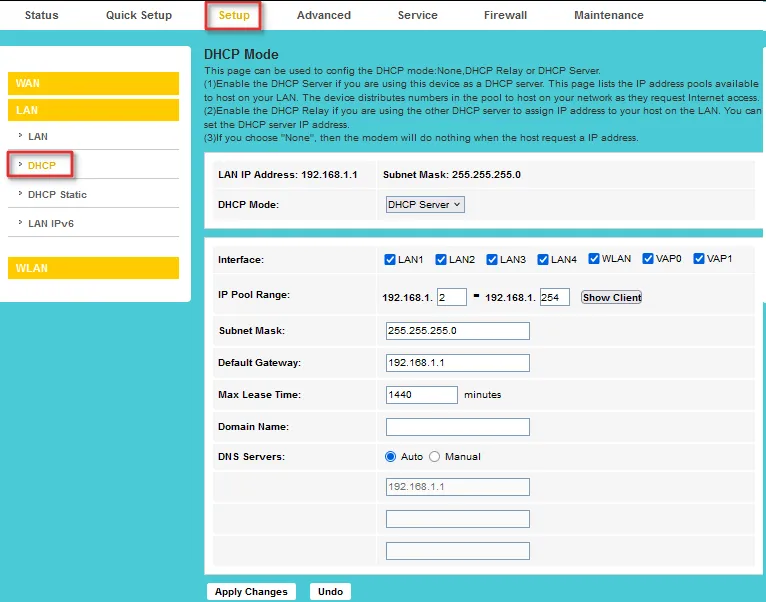 Status Quick Setup Setup Advanced Service Firewall Maintenance
WAN
LAN
LAN
DHCP
DHCP Static
LAN IPv6
WLAN
DHCP Mode
This page can be used to config the DHCP mode:None,DHCP Relay or DHCP Server.
(1)Enable the DHCP Server if you are using this device as a DHCP server. This page lists the IP address pools available
to host on your LAN. The device distributes numbers in the pool to host on your network as they request Internet access.
(2)Enable the DHCP Relay if you are using the other DHCP server to assign IP address to your host on the LAN. You can
set the DHCP server IP address.
(3)If you choose "None", then the modem will do nothing when the host request a IP address.
LAN IP Address: 192.168.1.1 Subnet Mask: 255.255.255.0
DHCP Mode: DHCP Server
Interface: LAN1 LAN2 LAN3 LAN4 WLAN VAP0 VAP1
IP Pool Range: 192.168.1. 2 - 192.168.1. 254 Show Client
Subnet Mask: 255.255.255.0
Default Gateway: 192.168.1.1
Max Lease Time: 1440 minutes
Domain Name:
DNS Servers: Auto Manual
192.168.1.1
Apply Changes Undo